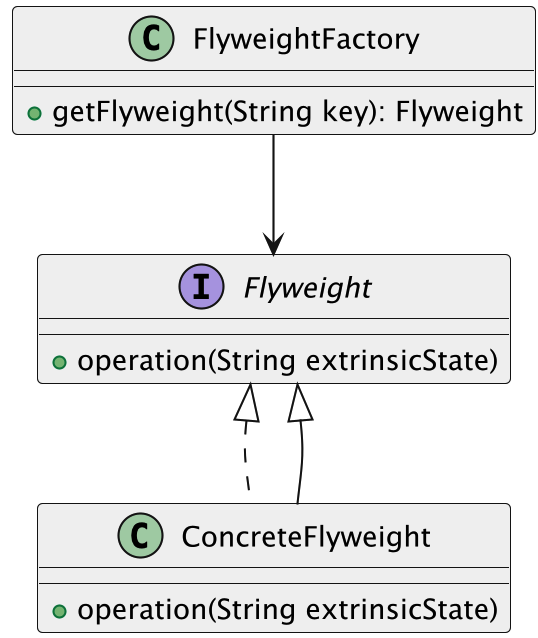 C FlyweightFactory
getFlyweight(String key): Flyweight
I Flyweight
operation(String extrinsicState)
C ConcreteFlyweight
operation(String extrinsicState)